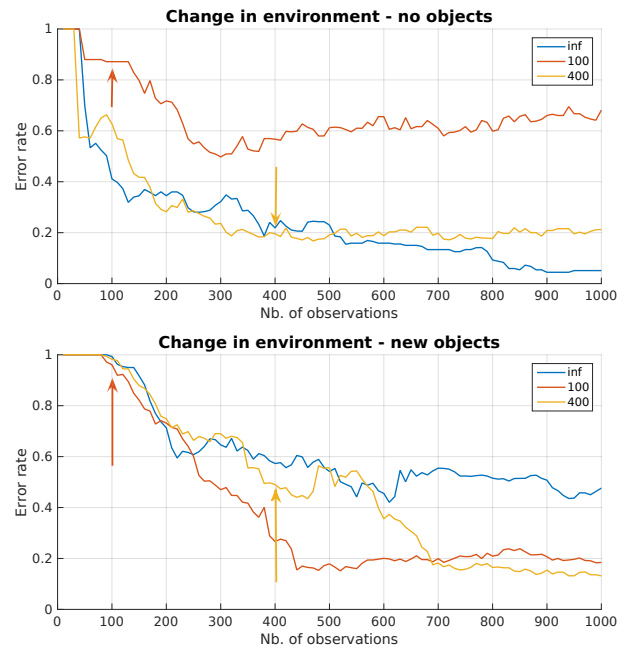 Change in environment - no objects
1
0.8
0.6
0.4
0.2
0
Error rate
inf
100
400
0 100 200 300 400 500 600 700 800 900 1000
Nb. of observations
Change in environment - new objects
1
0.8
0.6
0.4
0.2
0
Error rate
inf
100
400
0 100 200 300 400 500 600 700 800 900 1000
Nb. of observations